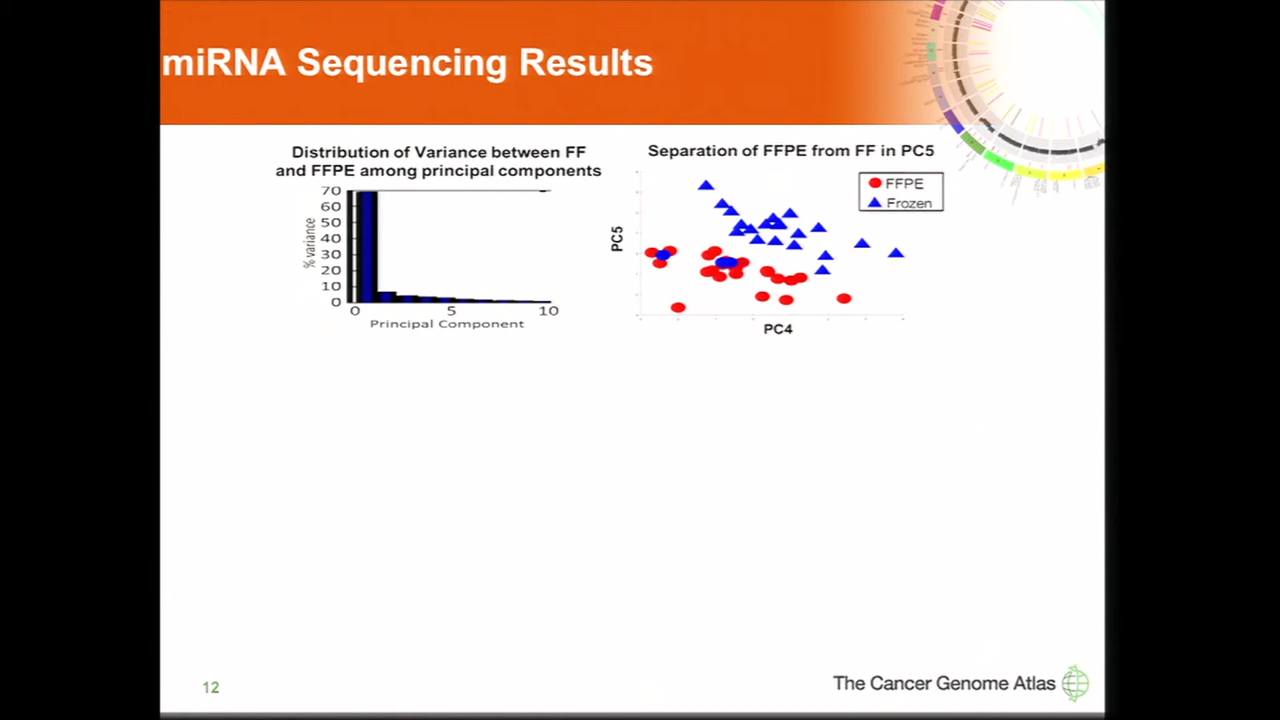 miRNA Sequencing Results
Distribution of Variance between FF
and FFPE among principal components
70
60
50
40
30
20
10
0
% variance
0 5 10
Principal Component
Separation of FFPE from FF in PC5
FFPE
Frozen
PC5
PC4
12
The Cancer Genome Atlas